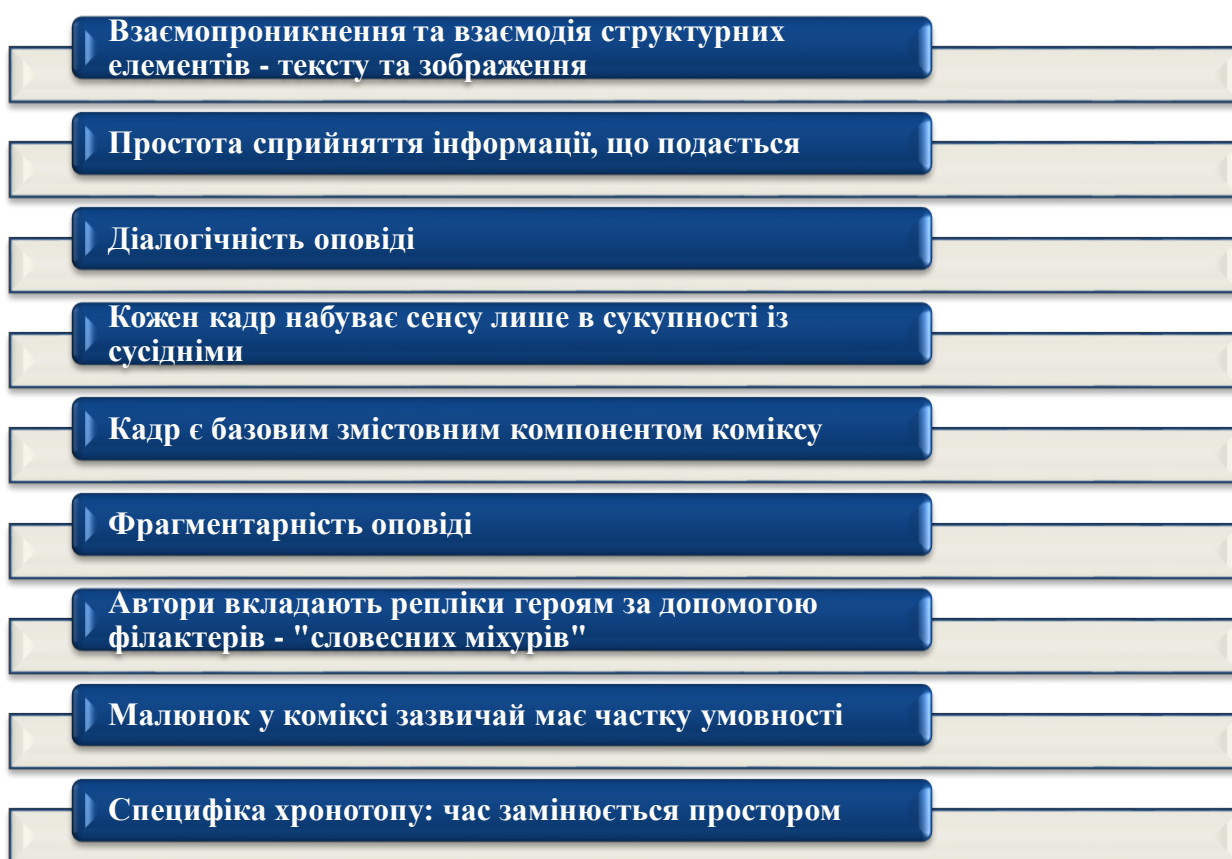 Взаємопроникнення та взаємодія структурних
елементів - тексту та зображення
Простота сприйняття інформації, що подається
Діалогічність оповіді
Кожен кадр набуває сенсу лише в сукупності із
сусідніми
Кадр є базовим змістовним компонентом коміксу
Фрагментарність оповіді
Автори вкладають репліки героям за допомогою
філактерів - "словесних міхурів"
Малюнок у коміксі зазвичай має частку умовності
Специфіка хронотопу: час замінюється простором